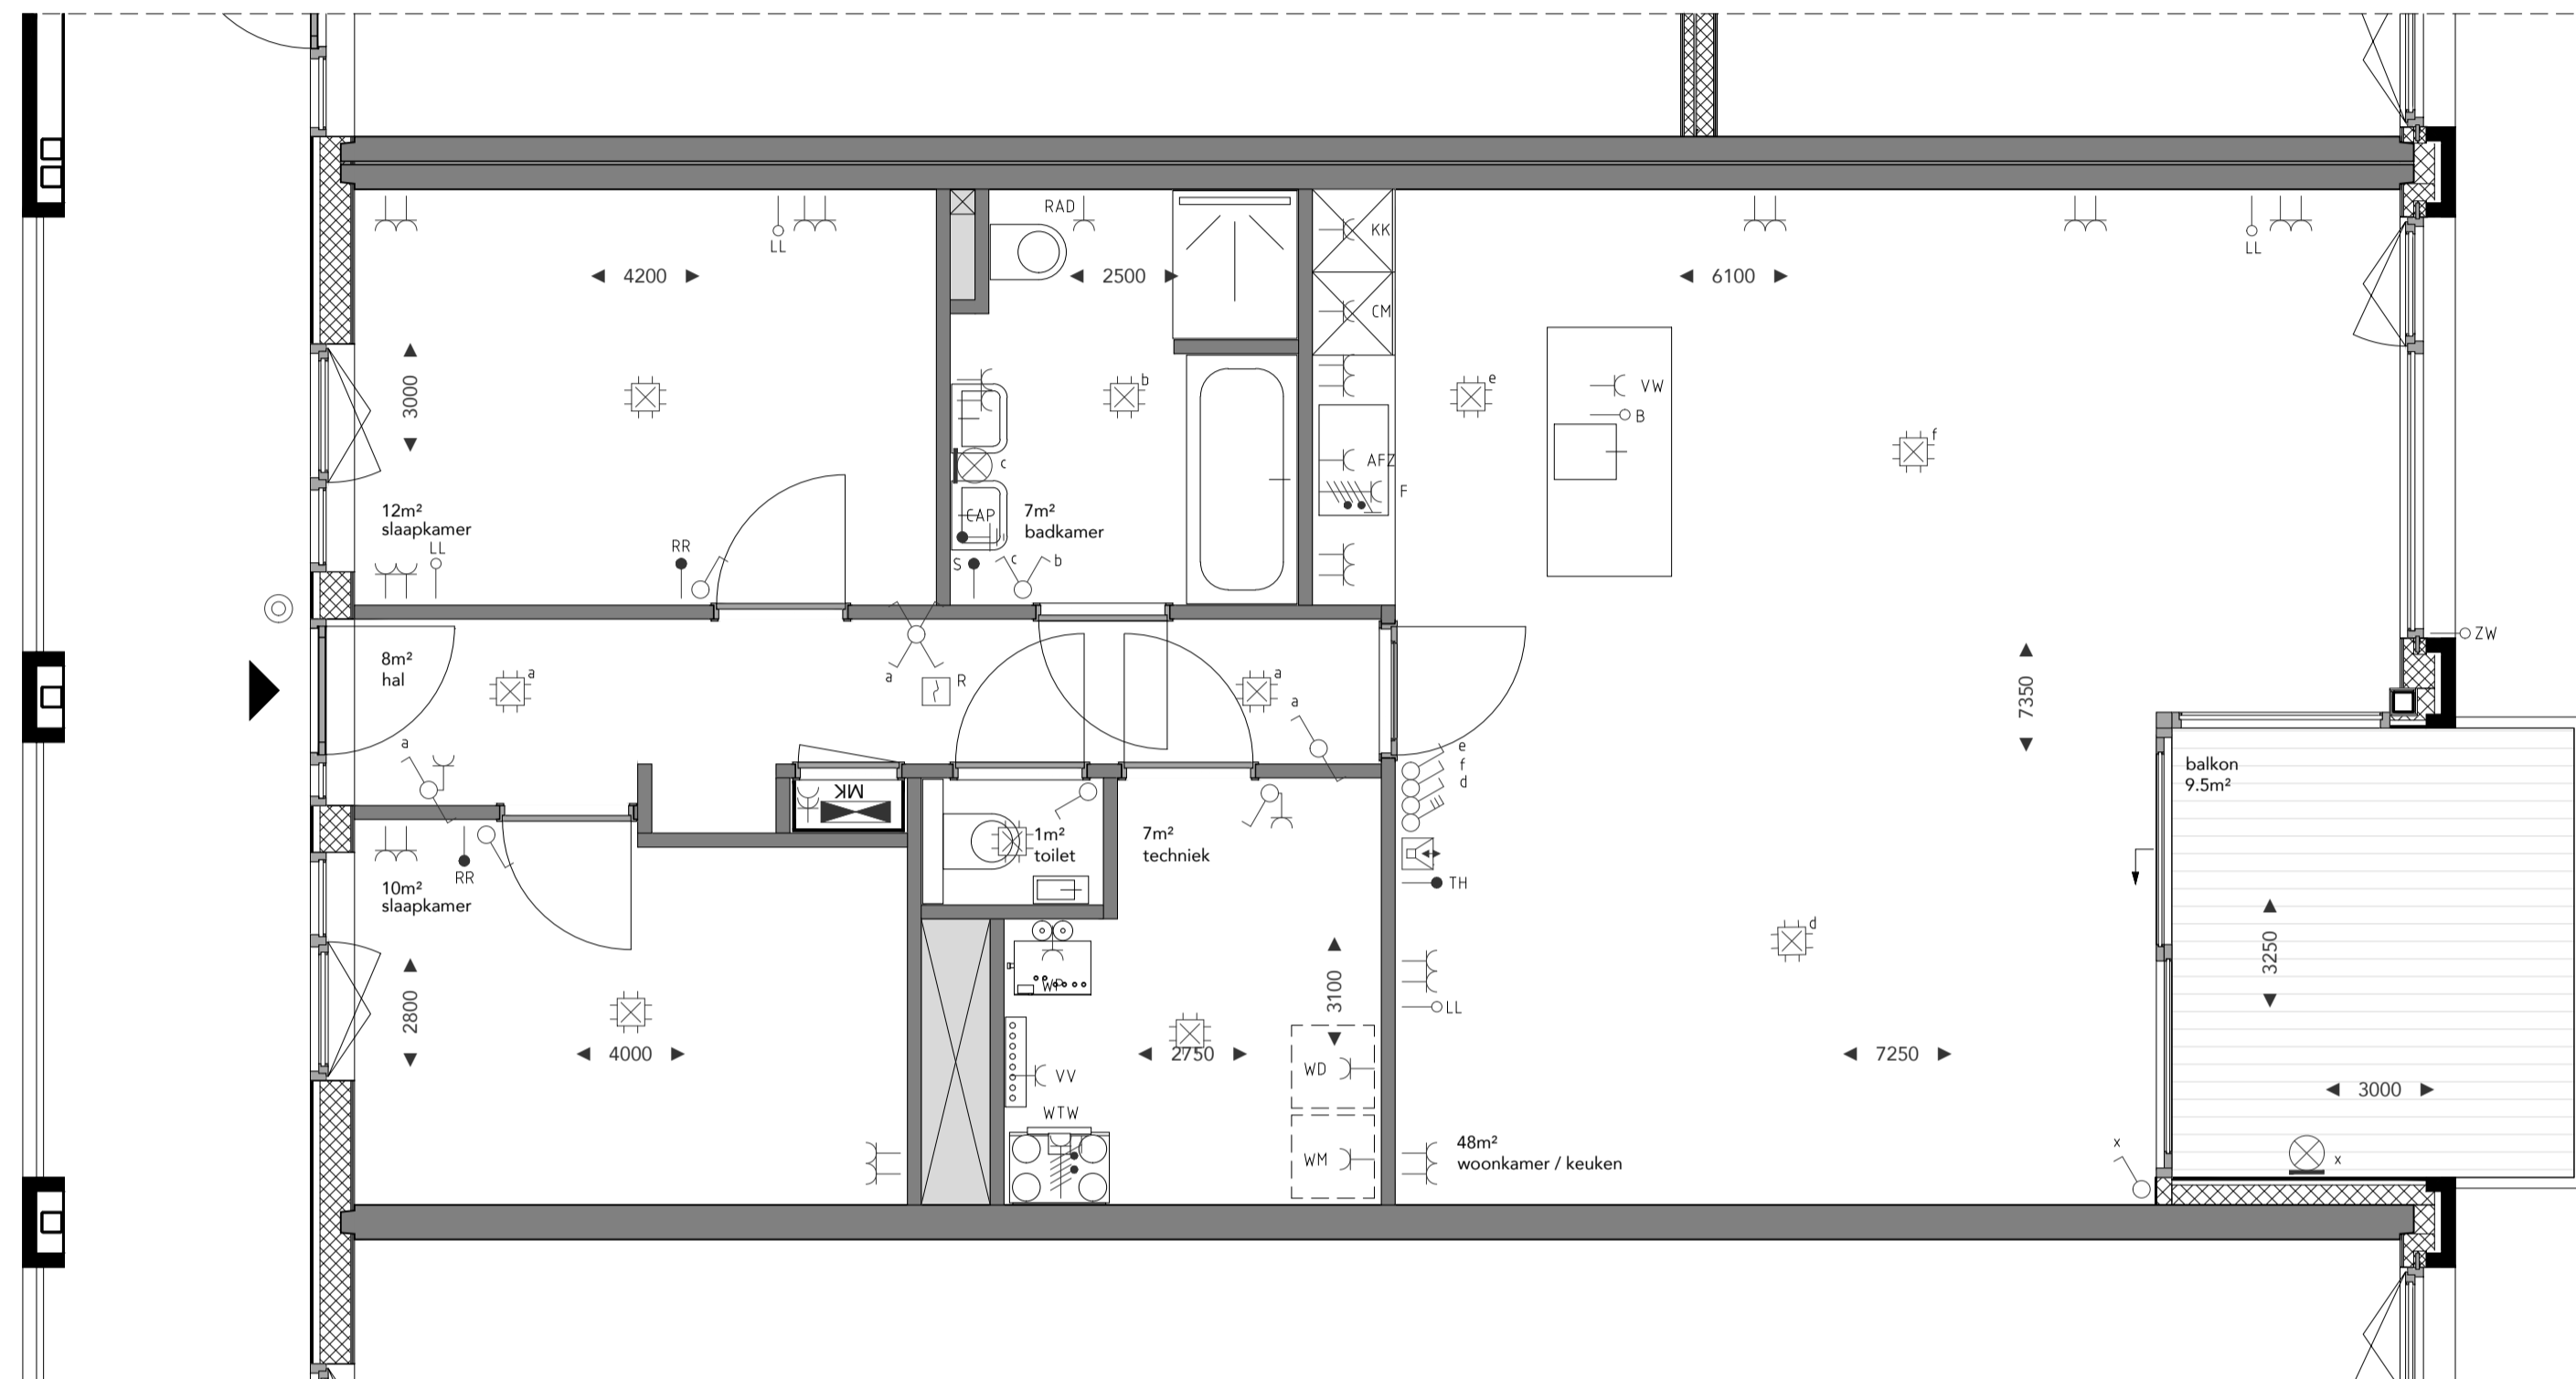 RAD
KK
LL
LL
4200
2500
6100
CM
3000
b
e
VW
B
f
c
AFZ
F
12m²
slaapkamer
CAP
7m²
badkamer
LL
RR
S
c
b
ZW
8m²
hal
a
a
R
a
a
a
7350
e
f
d
E
balkon
9.5m²
MK
1m²
toilet
7m²
techniek
RR
TH
10m²
slaapkamer
d
3250
WP
3100
LL
2800
4000
2750
7250
WD
VV
3000
WTW
WM
48m²
woonkamer / keuken
x
x